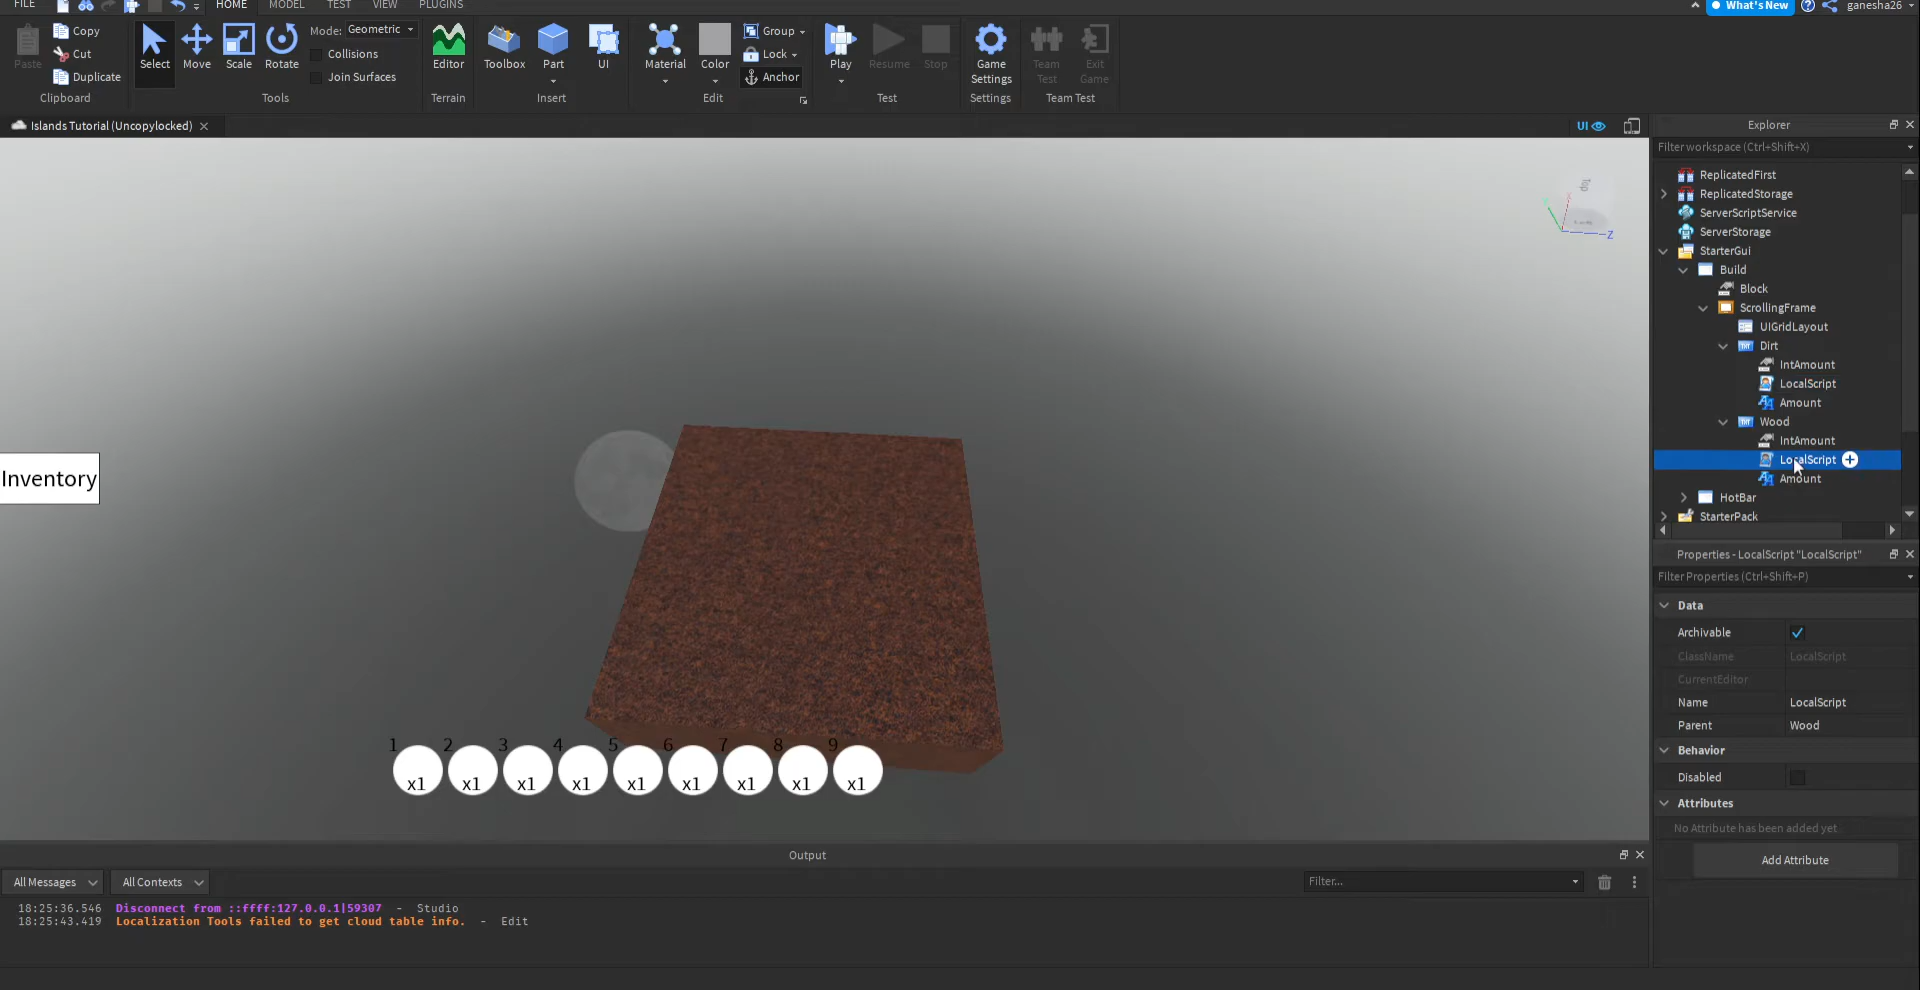 FILE HOME MODEL TEST VIEW PLUGINS What's New ganesha26
Paste Copy Cut Duplicate Clipboard
Select Move Scale Rotate Mode: Geometric Collisions Join Surfaces Tools
Editor Terrain
Toolbox Part UI Insert
Material Color Group Lock Anchor Edit
Play Resume Stop Test
Game Settings Settings
Team Test Exit Game Team Test
Islands Tutorial (Uncopylocked)
UI
Z
Inventory
1 2 3 4 5 6 7 8 9
x1 x1 x1 x1 x1 x1 x1 x1 x1
Explorer
Filter workspace (Ctrl+Shift+X)
ReplicatedFirst
ReplicatedStorage
ServerScriptService
ServerStorage
StarterGui
Build
Block
ScrollingFrame
UIGridLayout
Dirt
IntAmount
LocalScript
Amount
Wood
IntAmount
LocalScript
Amount
HotBar
StarterPack
Properties - LocalScript "LocalScript"
Filter Properties (Ctrl+Shift+P)
Data
Archivable
ClassName LocalScript
CurrentEditor
Name LocalScript
Parent Wood
Behavior
Disabled
Attributes
No Attribute has been added yet
Add Attribute
Output
All Messages All Contexts Filter...
18:25:36.546 Disconnect from ::ffff:127.0.0.1|59307 - Studio
18:25:43.419 Localization Tools failed to get cloud table info. - Edit